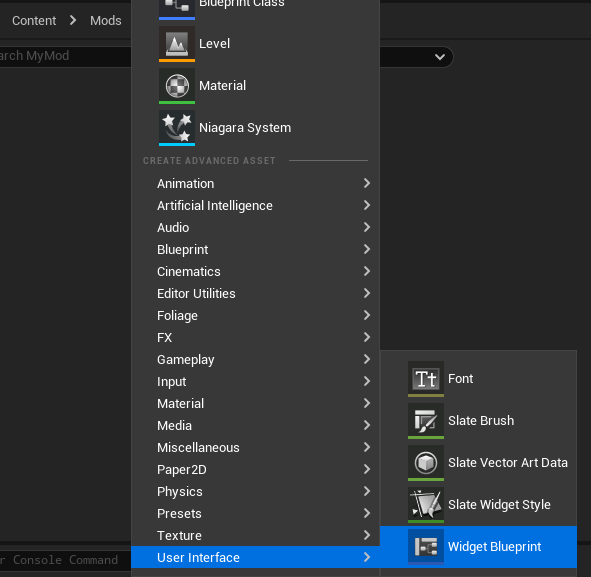 Blueprint Class
Content > Mods
Level
arch MyMod
Material
Niagara System
CREATE ADVANCED ASSET
Animation
Artificial Intelligence
Audio
Blueprint
Cinematics
Editor Utilities
Foliage
FX
Gameplay
Input
Material
Media
Miscellaneous
Paper2D
Physics
Presets
Texture
User Interface
Font
Slate Brush
Slate Vector Art Data
Slate Widget Style
Widget Blueprint
r Console Command